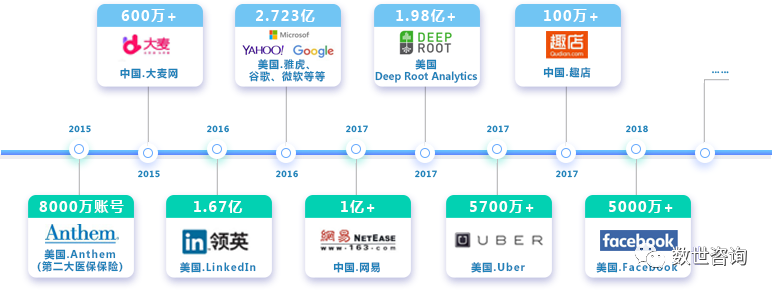 600万+
大麦
中国.大麦网
2.723亿
Microsoft
YAHOO! Google
美国.雅虎、
谷歌、微软等等
1.98亿+
DEEP
ROOT
美国
Deep Root Analytics
100万+
趣店
Qudian.com
中国.趣店
......
2015
2016
2017
2017
2018
2015
2016
2017
2017
8000万账号
Anthem
美国.Anthem
(第二大医保保险)
1.67亿
in 领英
美国.LinkedIn
1亿+
網易 NETEASE
www.163.com
中国.网易
5700万+
UBER
美国.Uber
5000万+
facebook
美国.Facebook
数世咨询